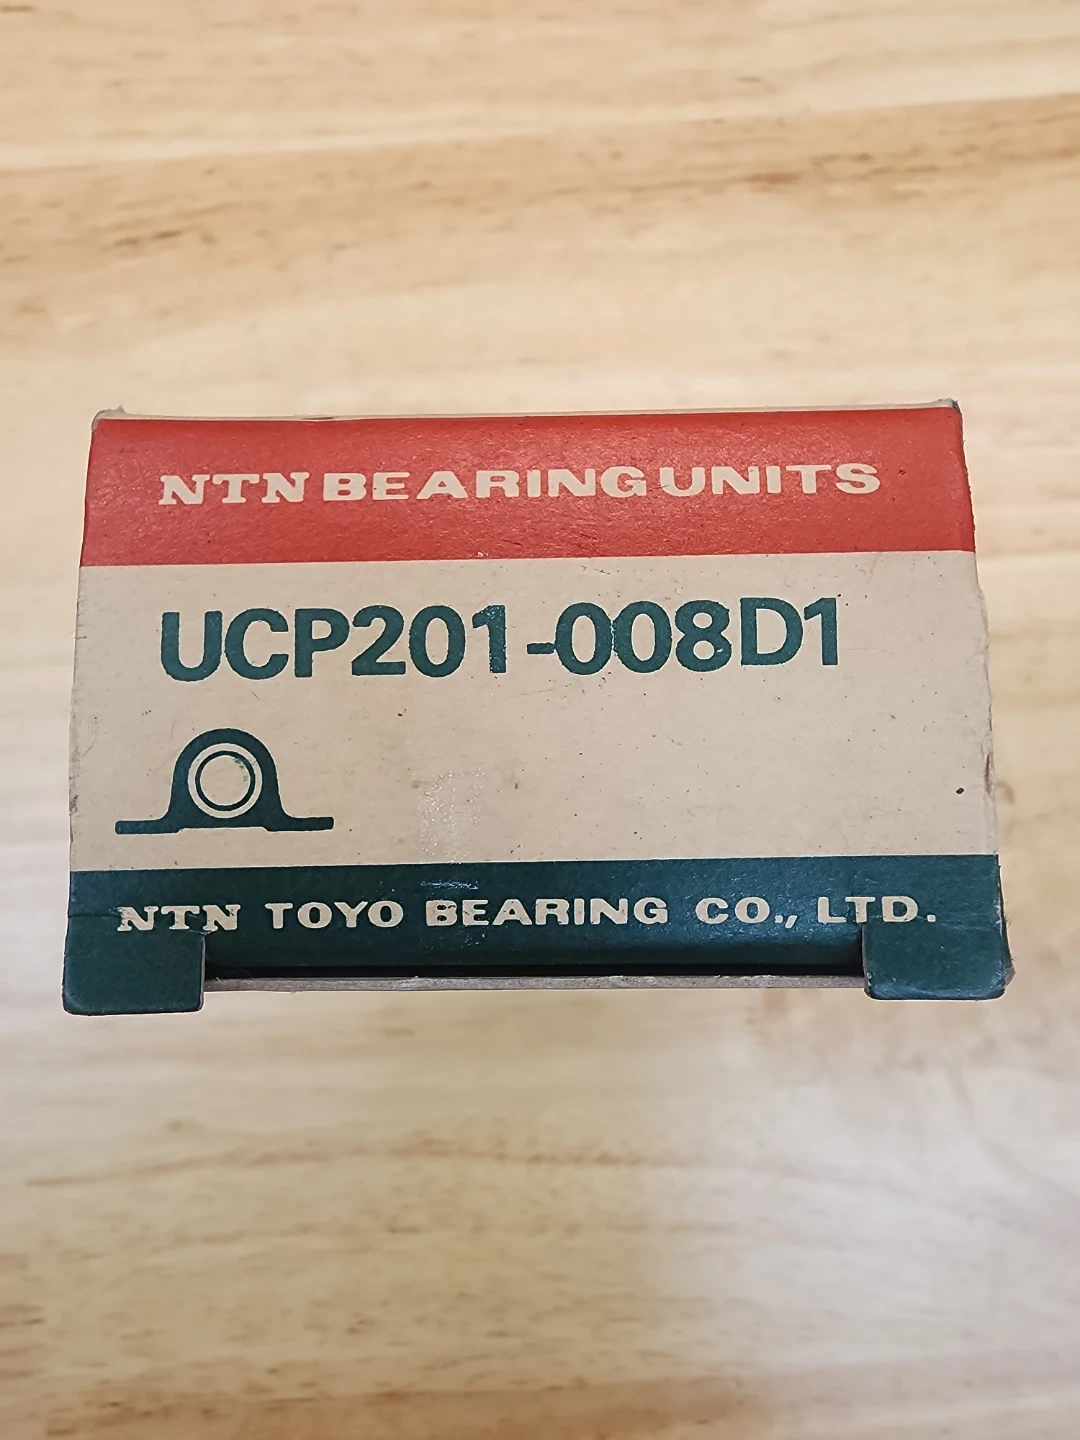 NTN BEARING UNITS
UCP201-008D1
NTN TOYO BEARING CO., LTD.